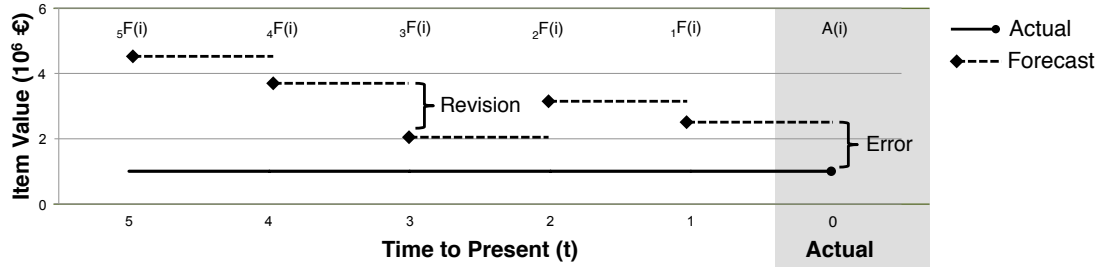 6
4
2
0
Item Value (10⁶ €)
₅F(i) ₄F(i) ₃F(i) ₂F(i) ₁F(i) A(i)
Actual
Forecast
Revision
Error
5 4 3 2 1 0
Time to Present (t) Actual